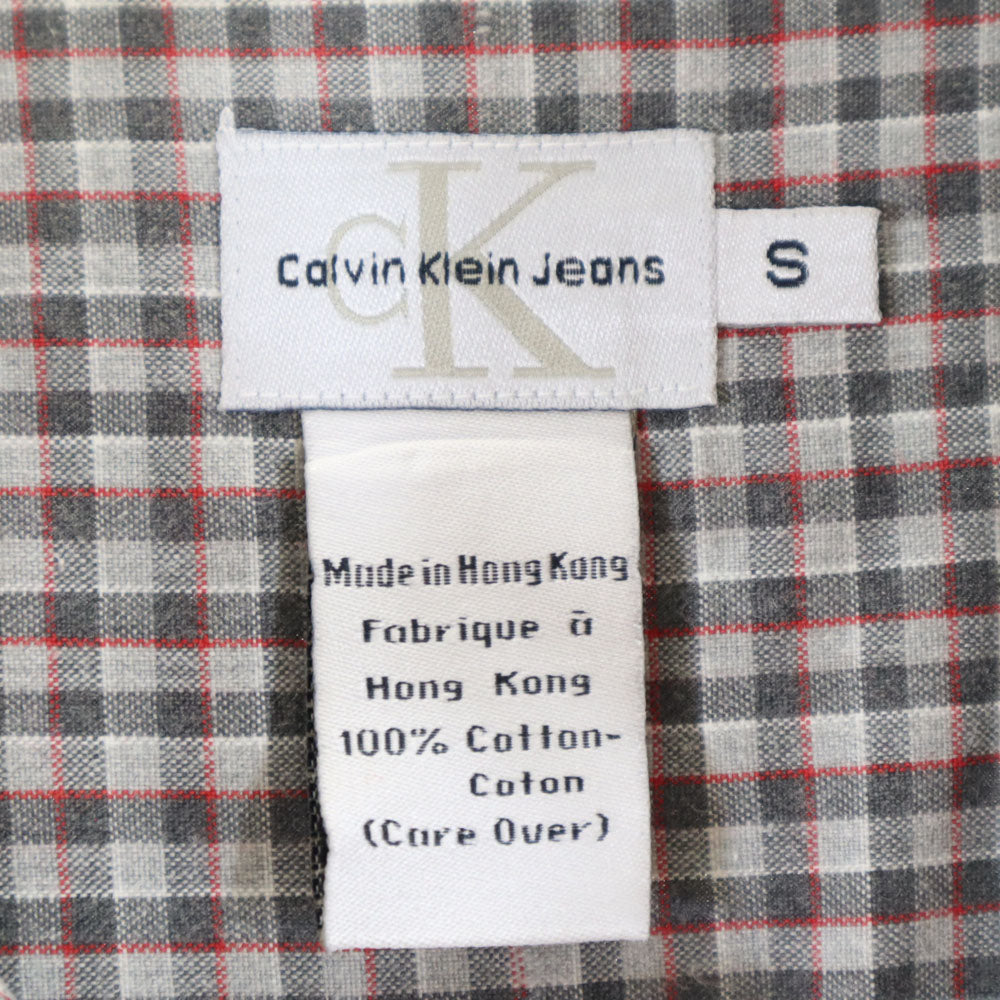 cK
Calvin Klein Jeans
S
Made in Hong Kong
Fabrique à
Hong Kong
100% Cotton-
Coton
(Care Over)